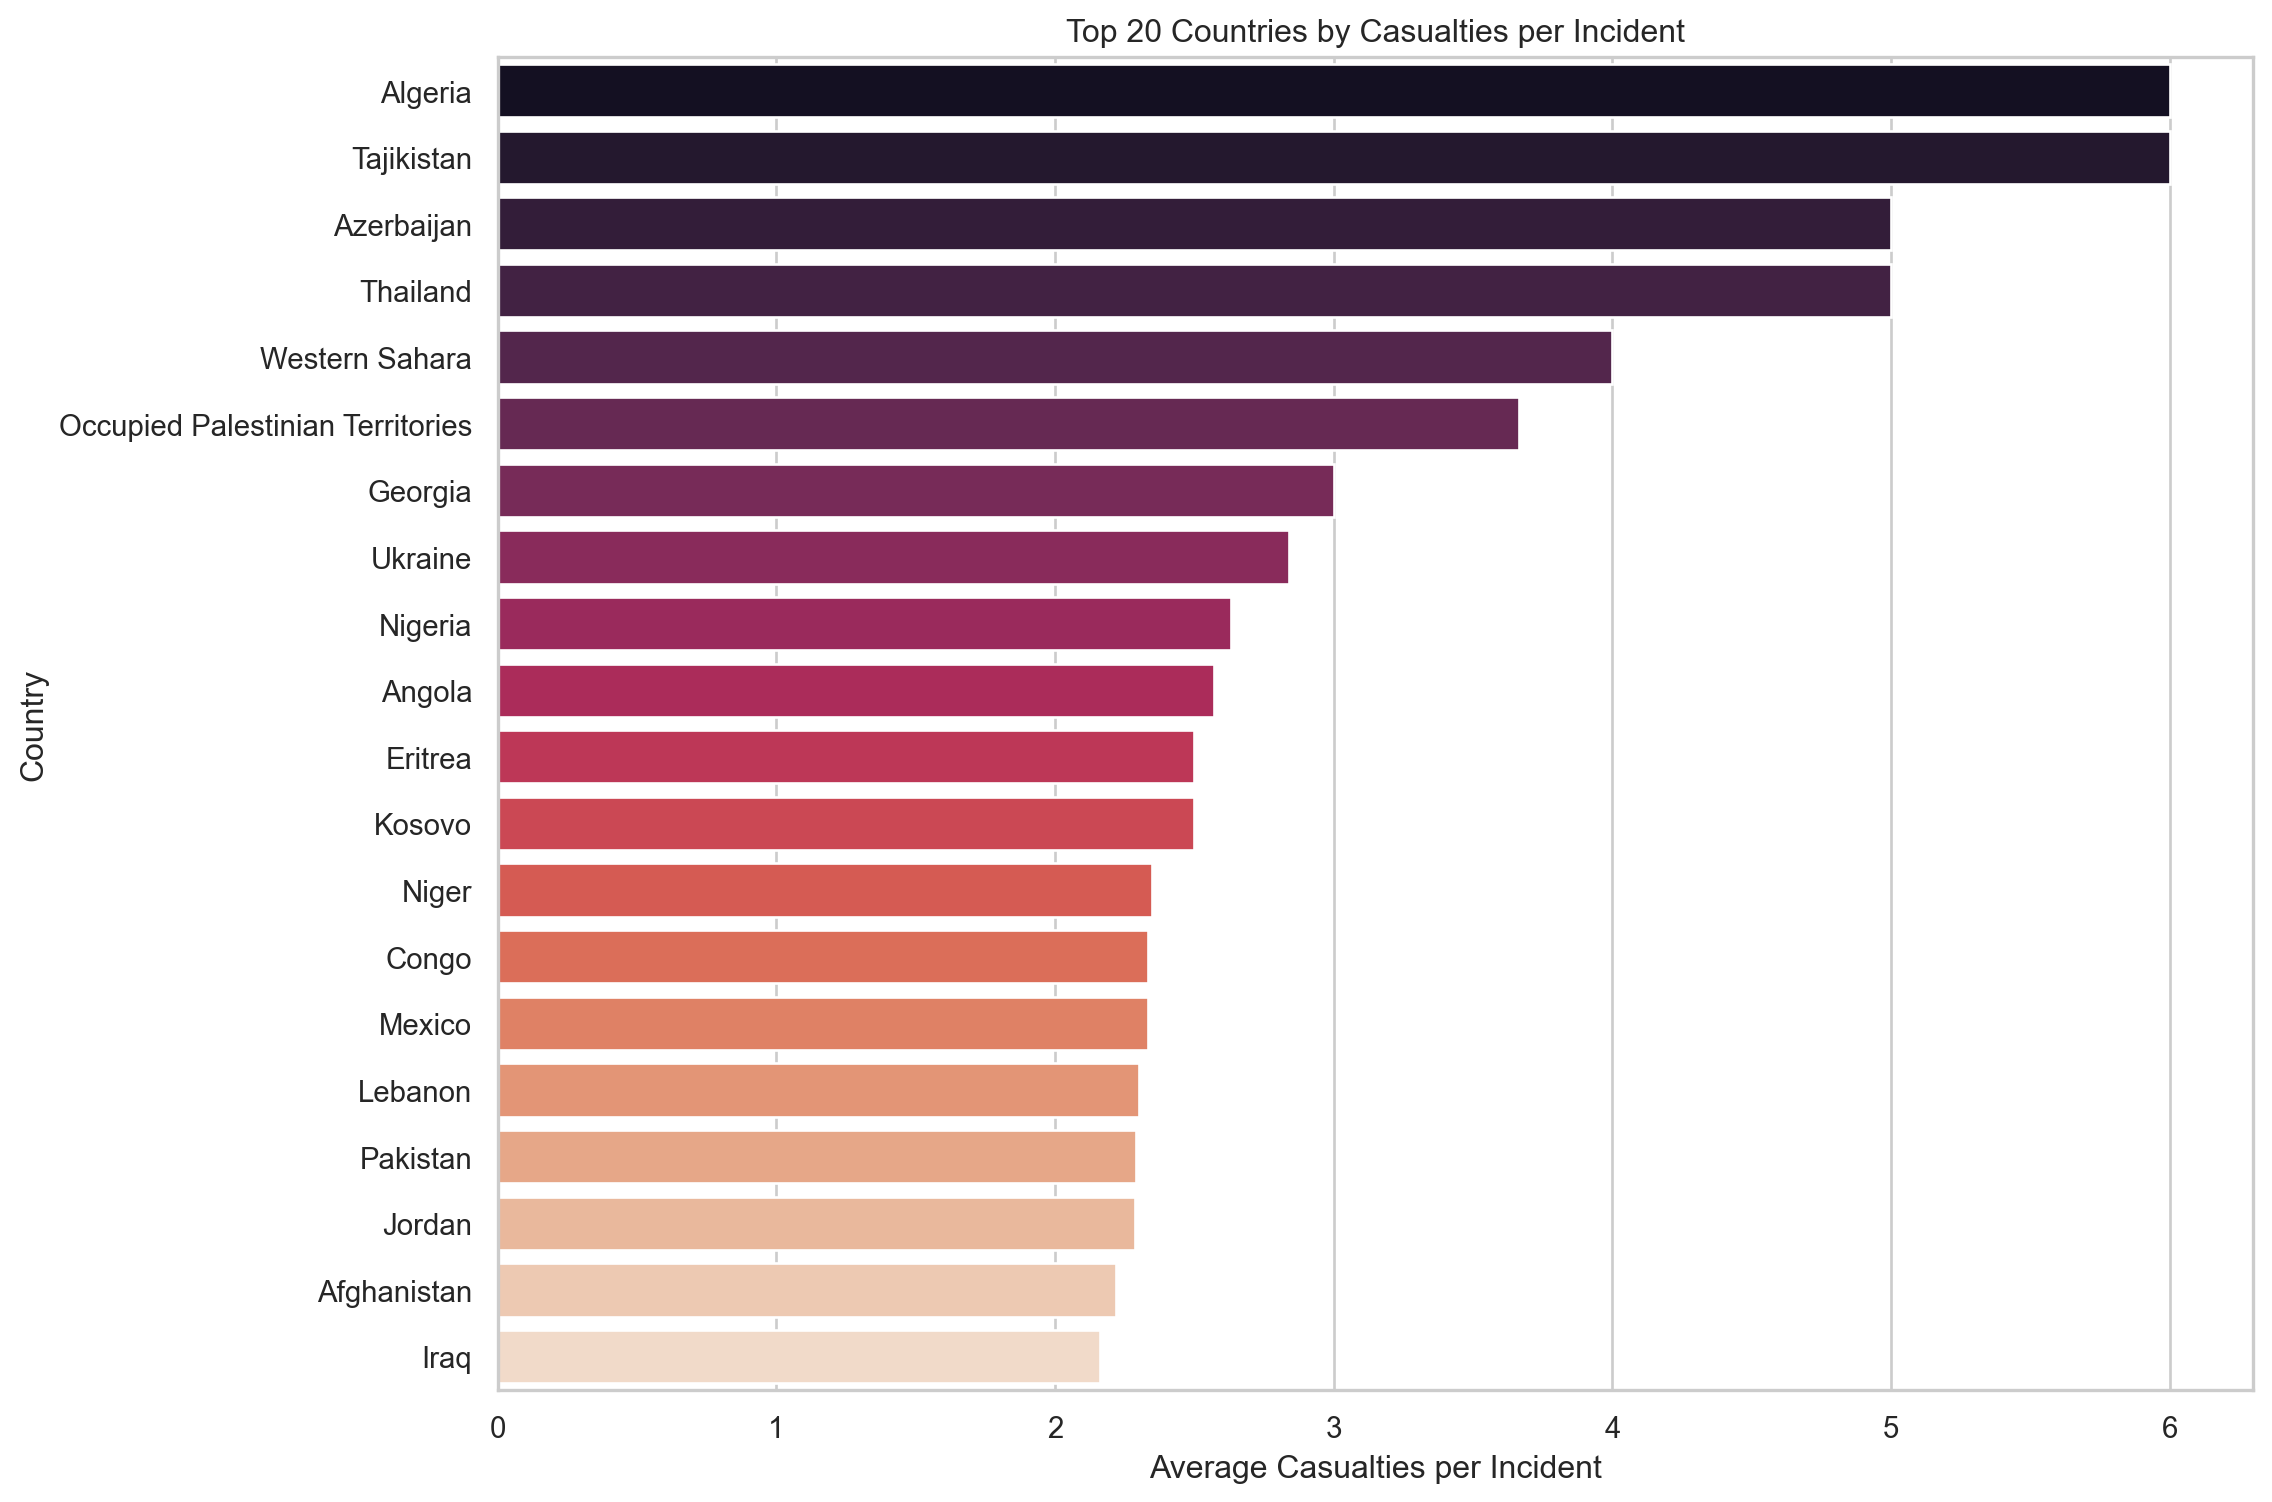 Top 20 Countries by Casualties per Incident
Algeria
Tajikistan
Azerbaijan
Thailand
Western Sahara
Occupied Palestinian Territories
Georgia
Ukraine
Nigeria
Angola
Eritrea
Kosovo
Niger
Congo
Mexico
Lebanon
Pakistan
Jordan
Afghanistan
Iraq
Country
0 1 2 3 4 5 6
Average Casualties per Incident